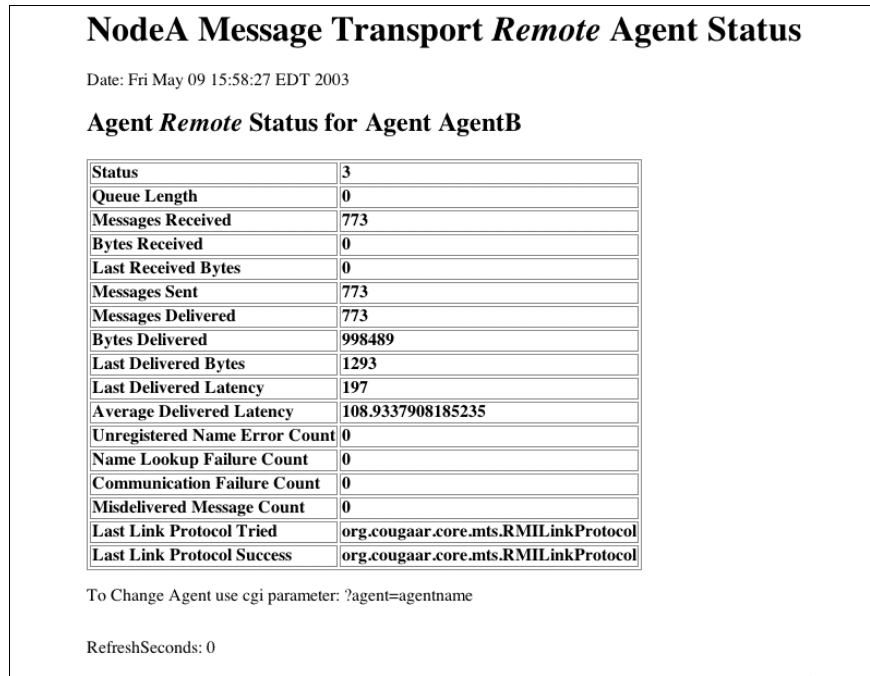 NodeA Message Transport Remote Agent Status
Date: Fri May 09 15:58:27 EDT 2003
Agent Remote Status for Agent AgentB
Status 3
Queue Length 0
Messages Received 773
Bytes Received 0
Last Received Bytes 0
Messages Sent 773
Messages Delivered 773
Bytes Delivered 998489
Last Delivered Bytes 1293
Last Delivered Latency 197
Average Delivered Latency 108.9337908185235
Unregistered Name Error Count 0
Name Lookup Failure Count 0
Communication Failure Count 0
Misdelivered Message Count 0
Last Link Protocol Tried org.cougaar.core.mts.RMILinkProtocol
Last Link Protocol Success org.cougaar.core.mts.RMILinkProtocol
To Change Agent use cgi parameter: ?agent=agentname
RefreshSeconds: 0